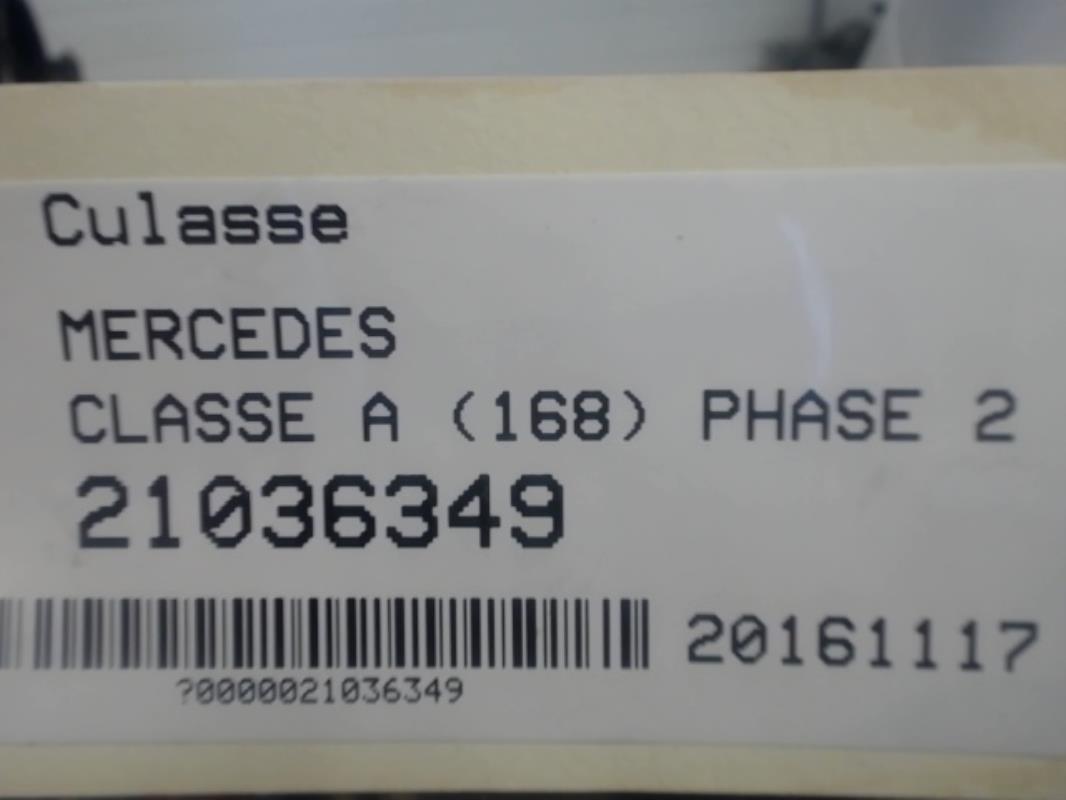 Culasse
MERCEDES
CLASSE A (168) PHASE 2
21036349
20161117
?0000021036349